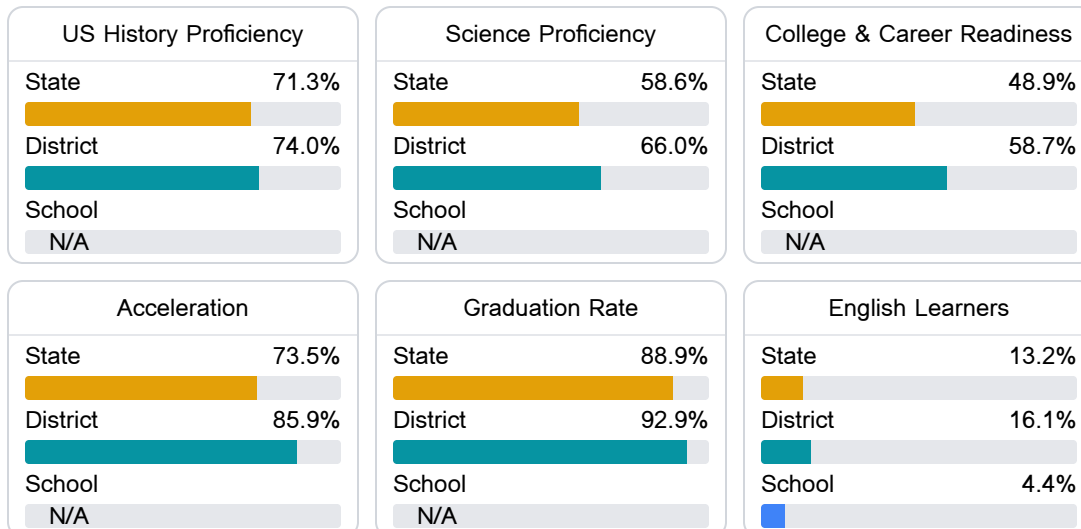 US History Proficiency
State 71.3%
District 74.0%
School
N/A
Science Proficiency
State 58.6%
District 66.0%
School
N/A
College & Career Readiness
State 48.9%
District 58.7%
School
N/A
Acceleration
State 73.5%
District 85.9%
School
N/A
Graduation Rate
State 88.9%
District 92.9%
School
N/A
English Learners
State 13.2%
District 16.1%
School 4.4%